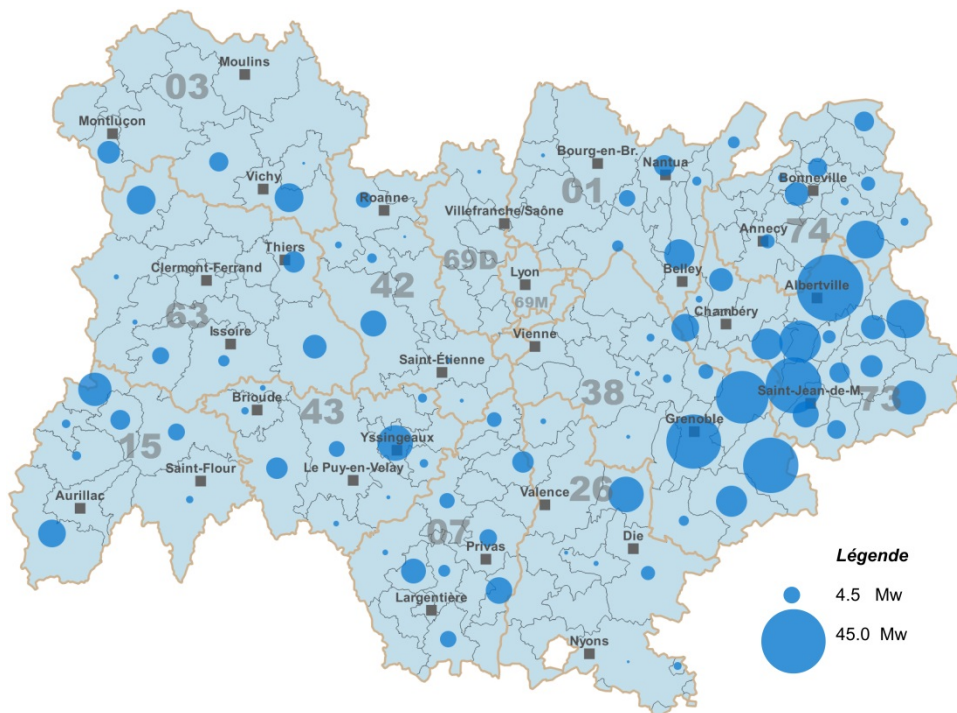 Moulins
03
Montluçon
Bourg-en-Br.
Nantua
Vichy
01
Bonneville
Roanne
Villefranche/Saône
Annecy
74
Thiers
69D
Clermont-Ferrand
42
Lyon
Belley
Albertville
69M
63
Chambéry
Issoire
Vienne
Saint-Étienne
38
Saint-Jean-de-M.
73
Brioude
43
Grenoble
15
Yssingeaux
Saint-Flour
Le Puy-en-Velay
26
Aurillac
Valence
07
Die
Privas
Légende
4.5 Mw
Largentière
45.0 Mw
Nyons